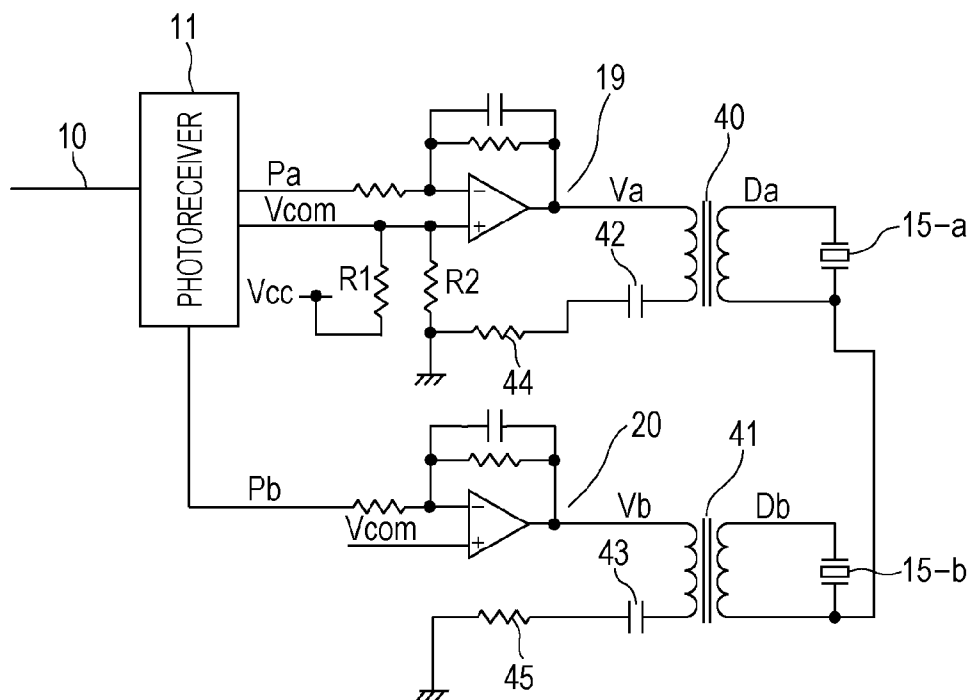 11
PHOTORECEIVER
10
Pa
Vcom
Vcc
R1
R2
−
+
19
Va
42
44
40
Da
15-a
Pb
Vcom
−
+
20
Vb
43
45
41
Db
15-b